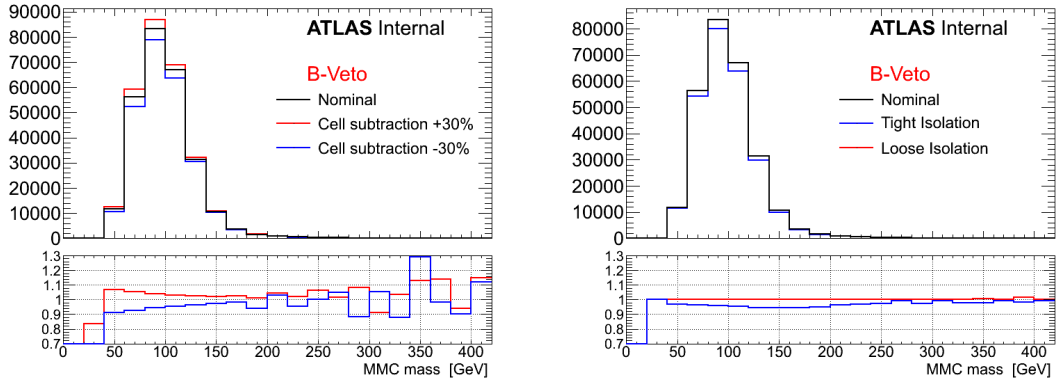 90000
80000
70000
60000
50000
40000
30000
20000
10000
0
ATLAS Internal
B-Veto
Nominal
Cell subtraction +30%
Cell subtraction -30%
1.3
1.2
1.1
1
0.9
0.8
0.7
0 50 100 150 200 250 300 350 400
MMC mass [GeV]
80000
70000
60000
50000
40000
30000
20000
10000
0
ATLAS Internal
B-Veto
Nominal
Tight Isolation
Loose Isolation
1.3
1.2
1.1
1
0.9
0.8
0.7
0 50 100 150 200 250 300 350 400
MMC mass [GeV]